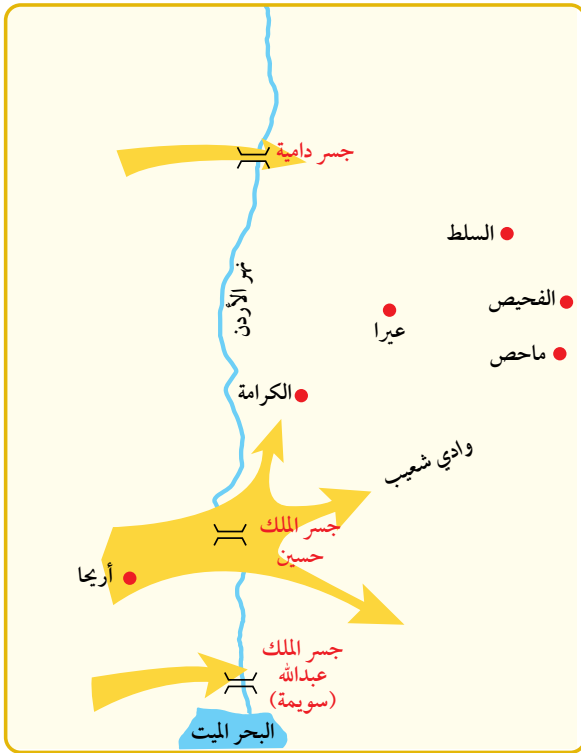 جسر دامية
السلط
نهر الأردن
الفحيص
عيرا
ماحص
الكرامة
وادي شعيب
جسر الملك
حسين
أريحا
جسر الملك
عبدالله
(سويمة)
البحر الميت